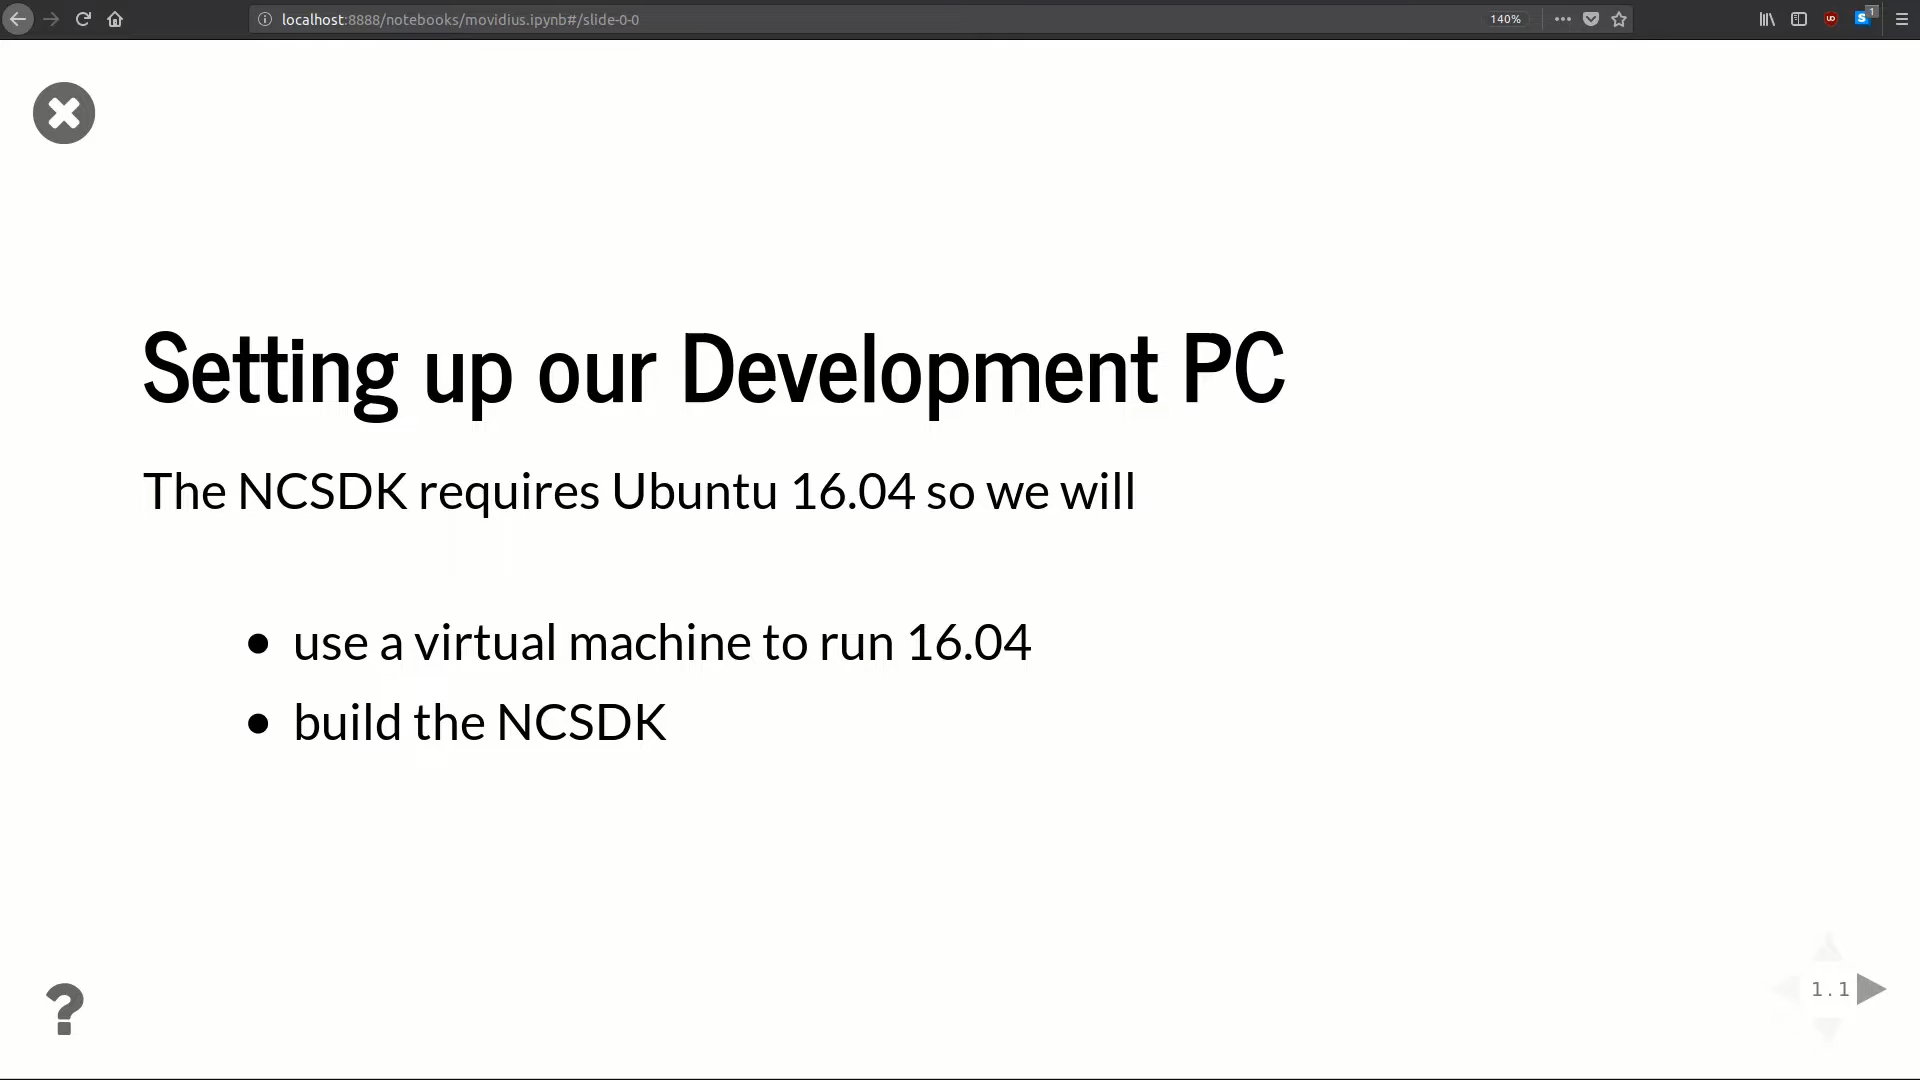 localhost:8888/notebooks/movidius.ipynb#/slide-0-0
140%
1
Setting up our Development PC
The NCSDK requires Ubuntu 16.04 so we will
• use a virtual machine to run 16.04
• build the NCSDK
?
1.1